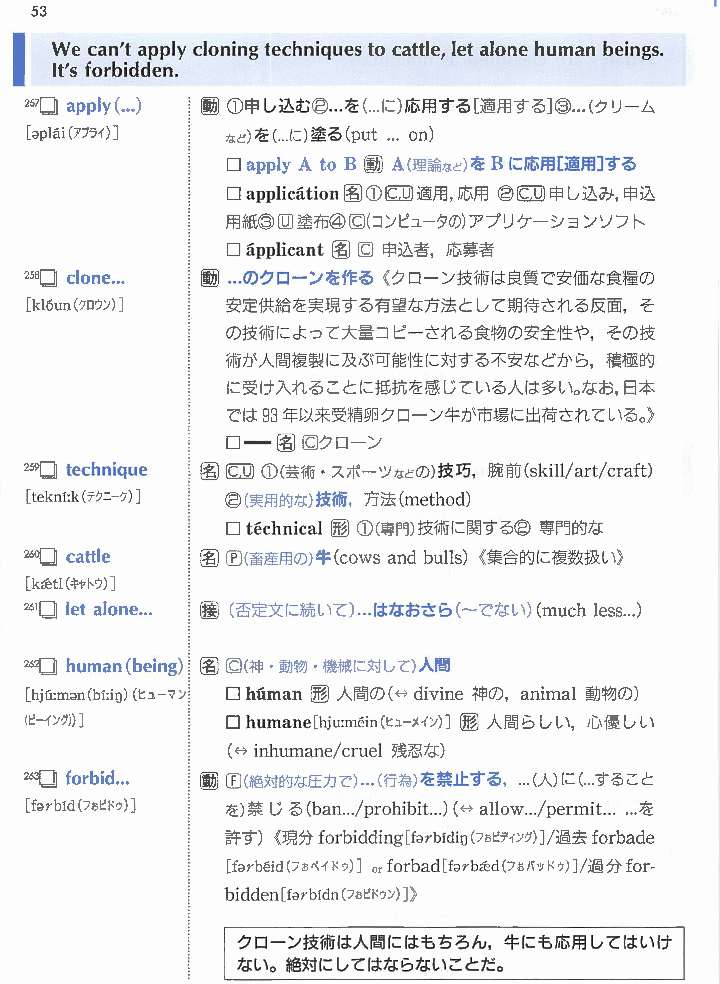 53
We can't apply cloning techniques to cattle, let alone human beings.
It's forbidden.
257 apply(…) 動 ①申し込む②…を(…に)応用する[適用する]③…(クリーム
[əplái(アプライ)] など)を(…に)塗る(put … on)
□ apply A to B 動 A(理論など)を B に応用[適用]する
□ applicátion 名①C,U適用, 応用 ②C,U申し込み, 申込
用紙③U塗布④C(コンピュータの)アプリケーションソフト
□ ápplicant 名 C 申込者, 応募者
258 clone… 動 …のクローンを作る《クローン技術は良質で安価な食糧の
[klóun(クロウン)] 安定供給を実現する有望な方法として期待される反面, そ
の技術によって大量コピーされる食物の安全性や, その技
術が人間複製に及ぶ可能性に対する不安などから, 積極的
に受け入れることに抵抗を感じている人は多い。なお, 日本
では 93 年以来受精卵クローン牛が市場に出荷されている。》
□ ― 名 Cクローン
259 technique 名 C,U ①(芸術・スポーツなどの)技巧, 腕前(skill/art/craft)
[tekníːk(テクニーク)] ②(実用的な)技術, 方法(method)
□ téchnical 形 ①(専門)技術に関する② 専門的な
260 cattle 名 P(畜産用の)牛(cows and bulls)《集合的に複数扱い》
[kǽtl(キャトウ)]
261 let alone… 接 (否定文に続いて)…はなおさら(〜でない)(much less…)
262 human(being) 名 C(神・動物・機械に対して)人間
[hjúːmən(bíːiŋ)(ヒューマン □ húman 形 人間の(↔ divine 神の, animal 動物の)
(ビーイング))] □ humane[hjuːméin(ヒューメイン)] 形 人間らしい, 心優しい
(↔ inhumane/cruel 残忍な)
263 forbid… 動 F(絶対的な圧力で)…(行為)を禁止する, …(人)に(…すること
[fərbíd(フォビドゥ)] を)禁じる(ban…/prohibit…)(↔ allow…/permit… …を
許す)《現分 forbidding[fərbídiŋ(フォビディング)]/過去 forbade
[fərbéid(フォベイドゥ)] or forbad[fərbǽd(フォバッドゥ)]/過分 for-
bidden[fərbídn(フォビドゥン)]》
クローン技術は人間にはもちろん, 牛にも応用してはいけ
ない。絶対にしてはならないことだ。